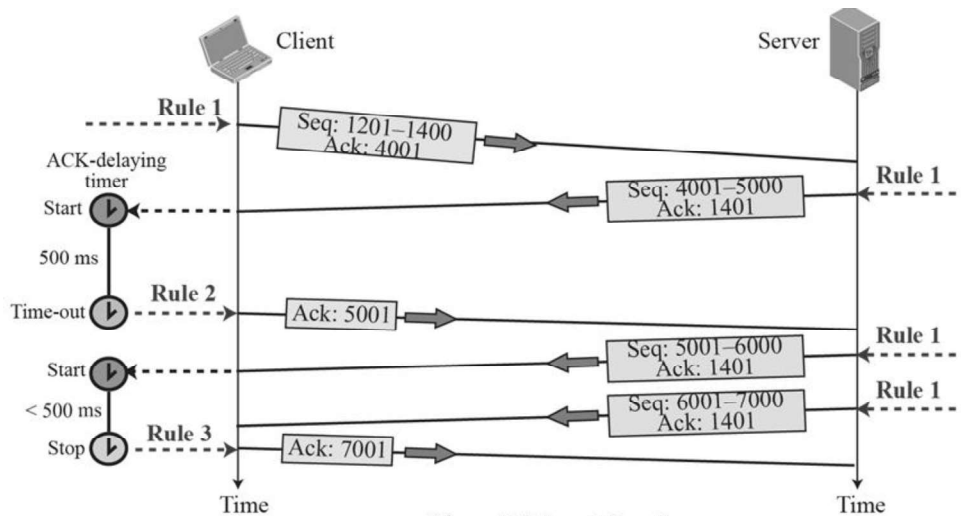 Client
Server
Rule 1
Seq: 1201–1400
Ack: 4001
ACK-delaying
timer
Rule 1
Start
Seq: 4001–5000
Ack: 1401
500 ms
Rule 2
Time-out
Ack: 5001
Rule 1
Seq: 5001–6000
Ack: 1401
Start
Rule 1
Seq: 6001–7000
Ack: 1401
< 500 ms
Rule 3
Stop
Ack: 7001
Time
Time